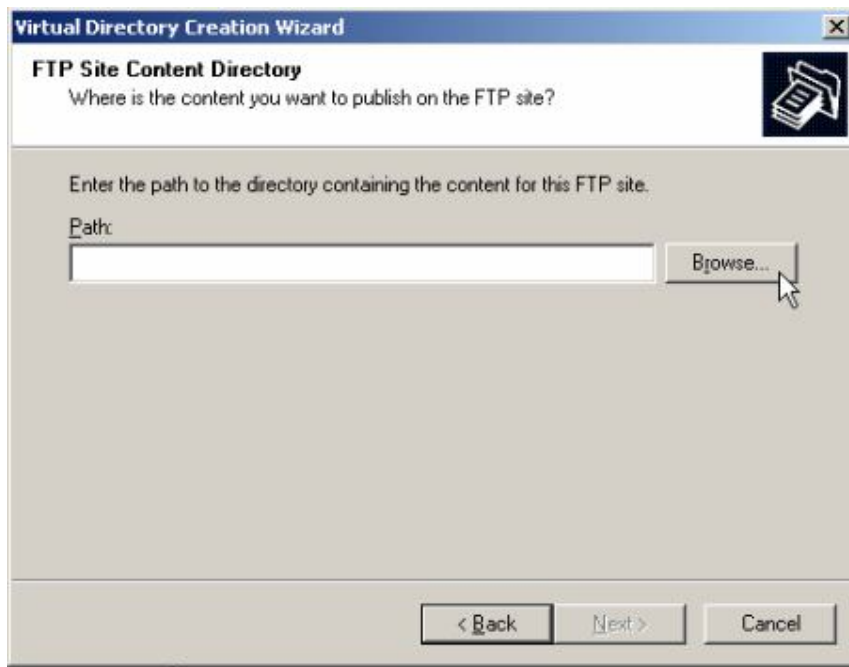 Virtual Directory Creation Wizard
FTP Site Content Directory
Where is the content you want to publish on the FTP site?
Enter the path to the directory containing the content for this FTP site.
Path:
Browse...
< Back
Next >
Cancel